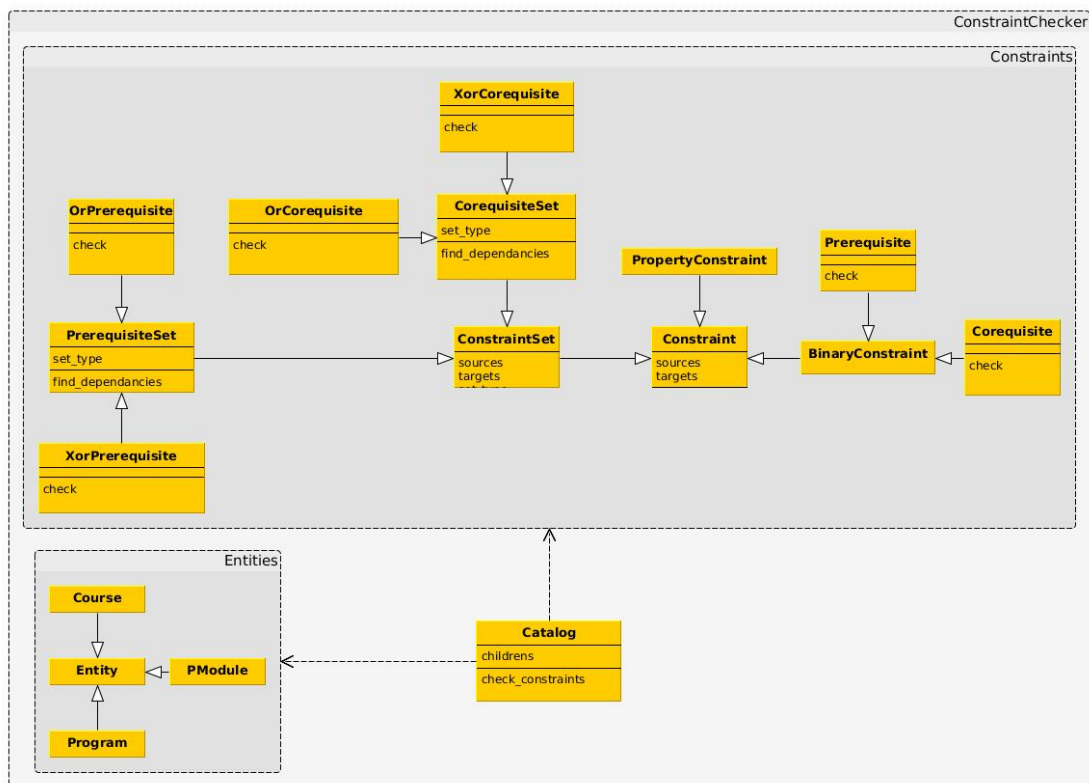 ConstraintChecker
Constraints
XorCorequisite
check
OrPrerequisite
check
OrCorequisite
check
CorequisiteSet
set_type
find_dependancies
PropertyConstraint
Prerequisite
check
PrerequisiteSet
set_type
find_dependancies
ConstraintSet
sources
targets
Constraint
sources
targets
BinaryConstraint
Corequisite
check
XorPrerequisite
check
Entities
Course
Entity
PModule
Program
Catalog
childrens
check_constraints